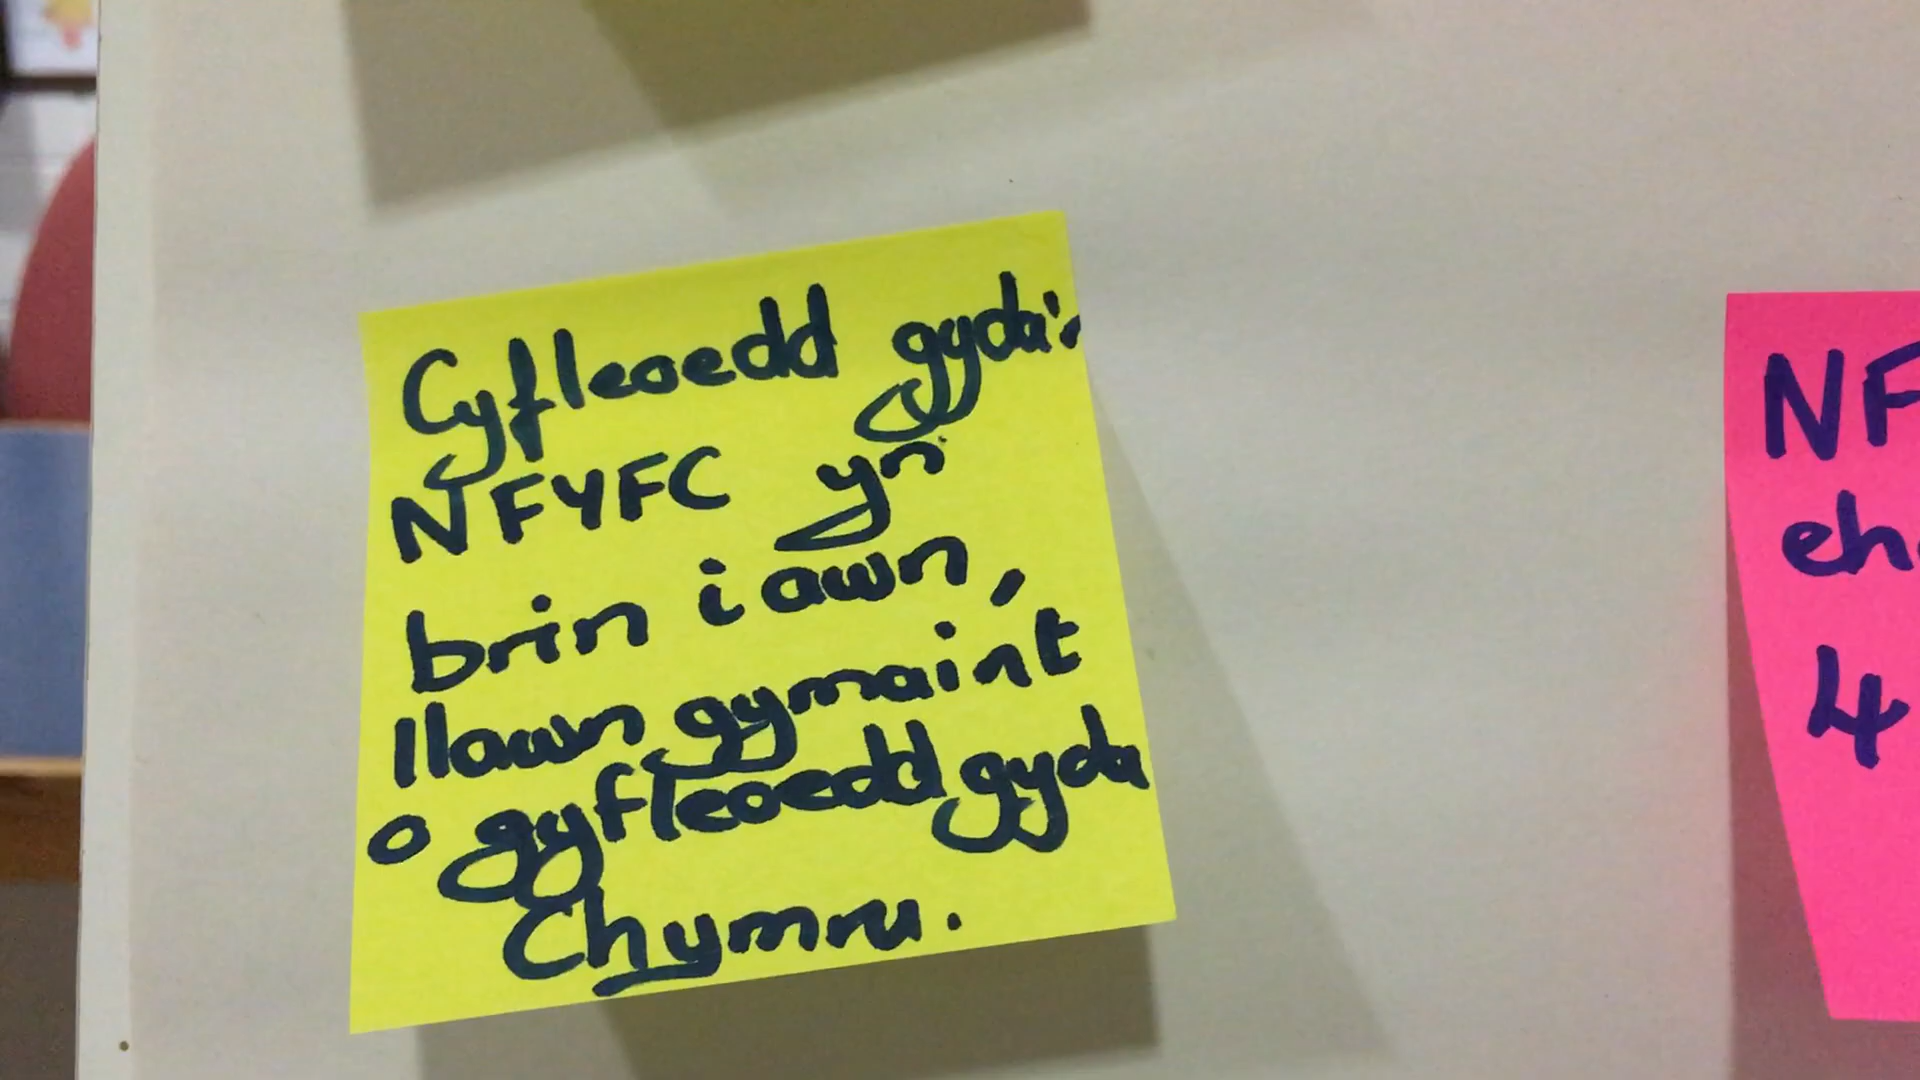 Cyfleoedd gyda'r
NFYFC yn
brin iawn,
llawn gymaint
o gyfleoedd gyda
Chymru.
NF
eh
4